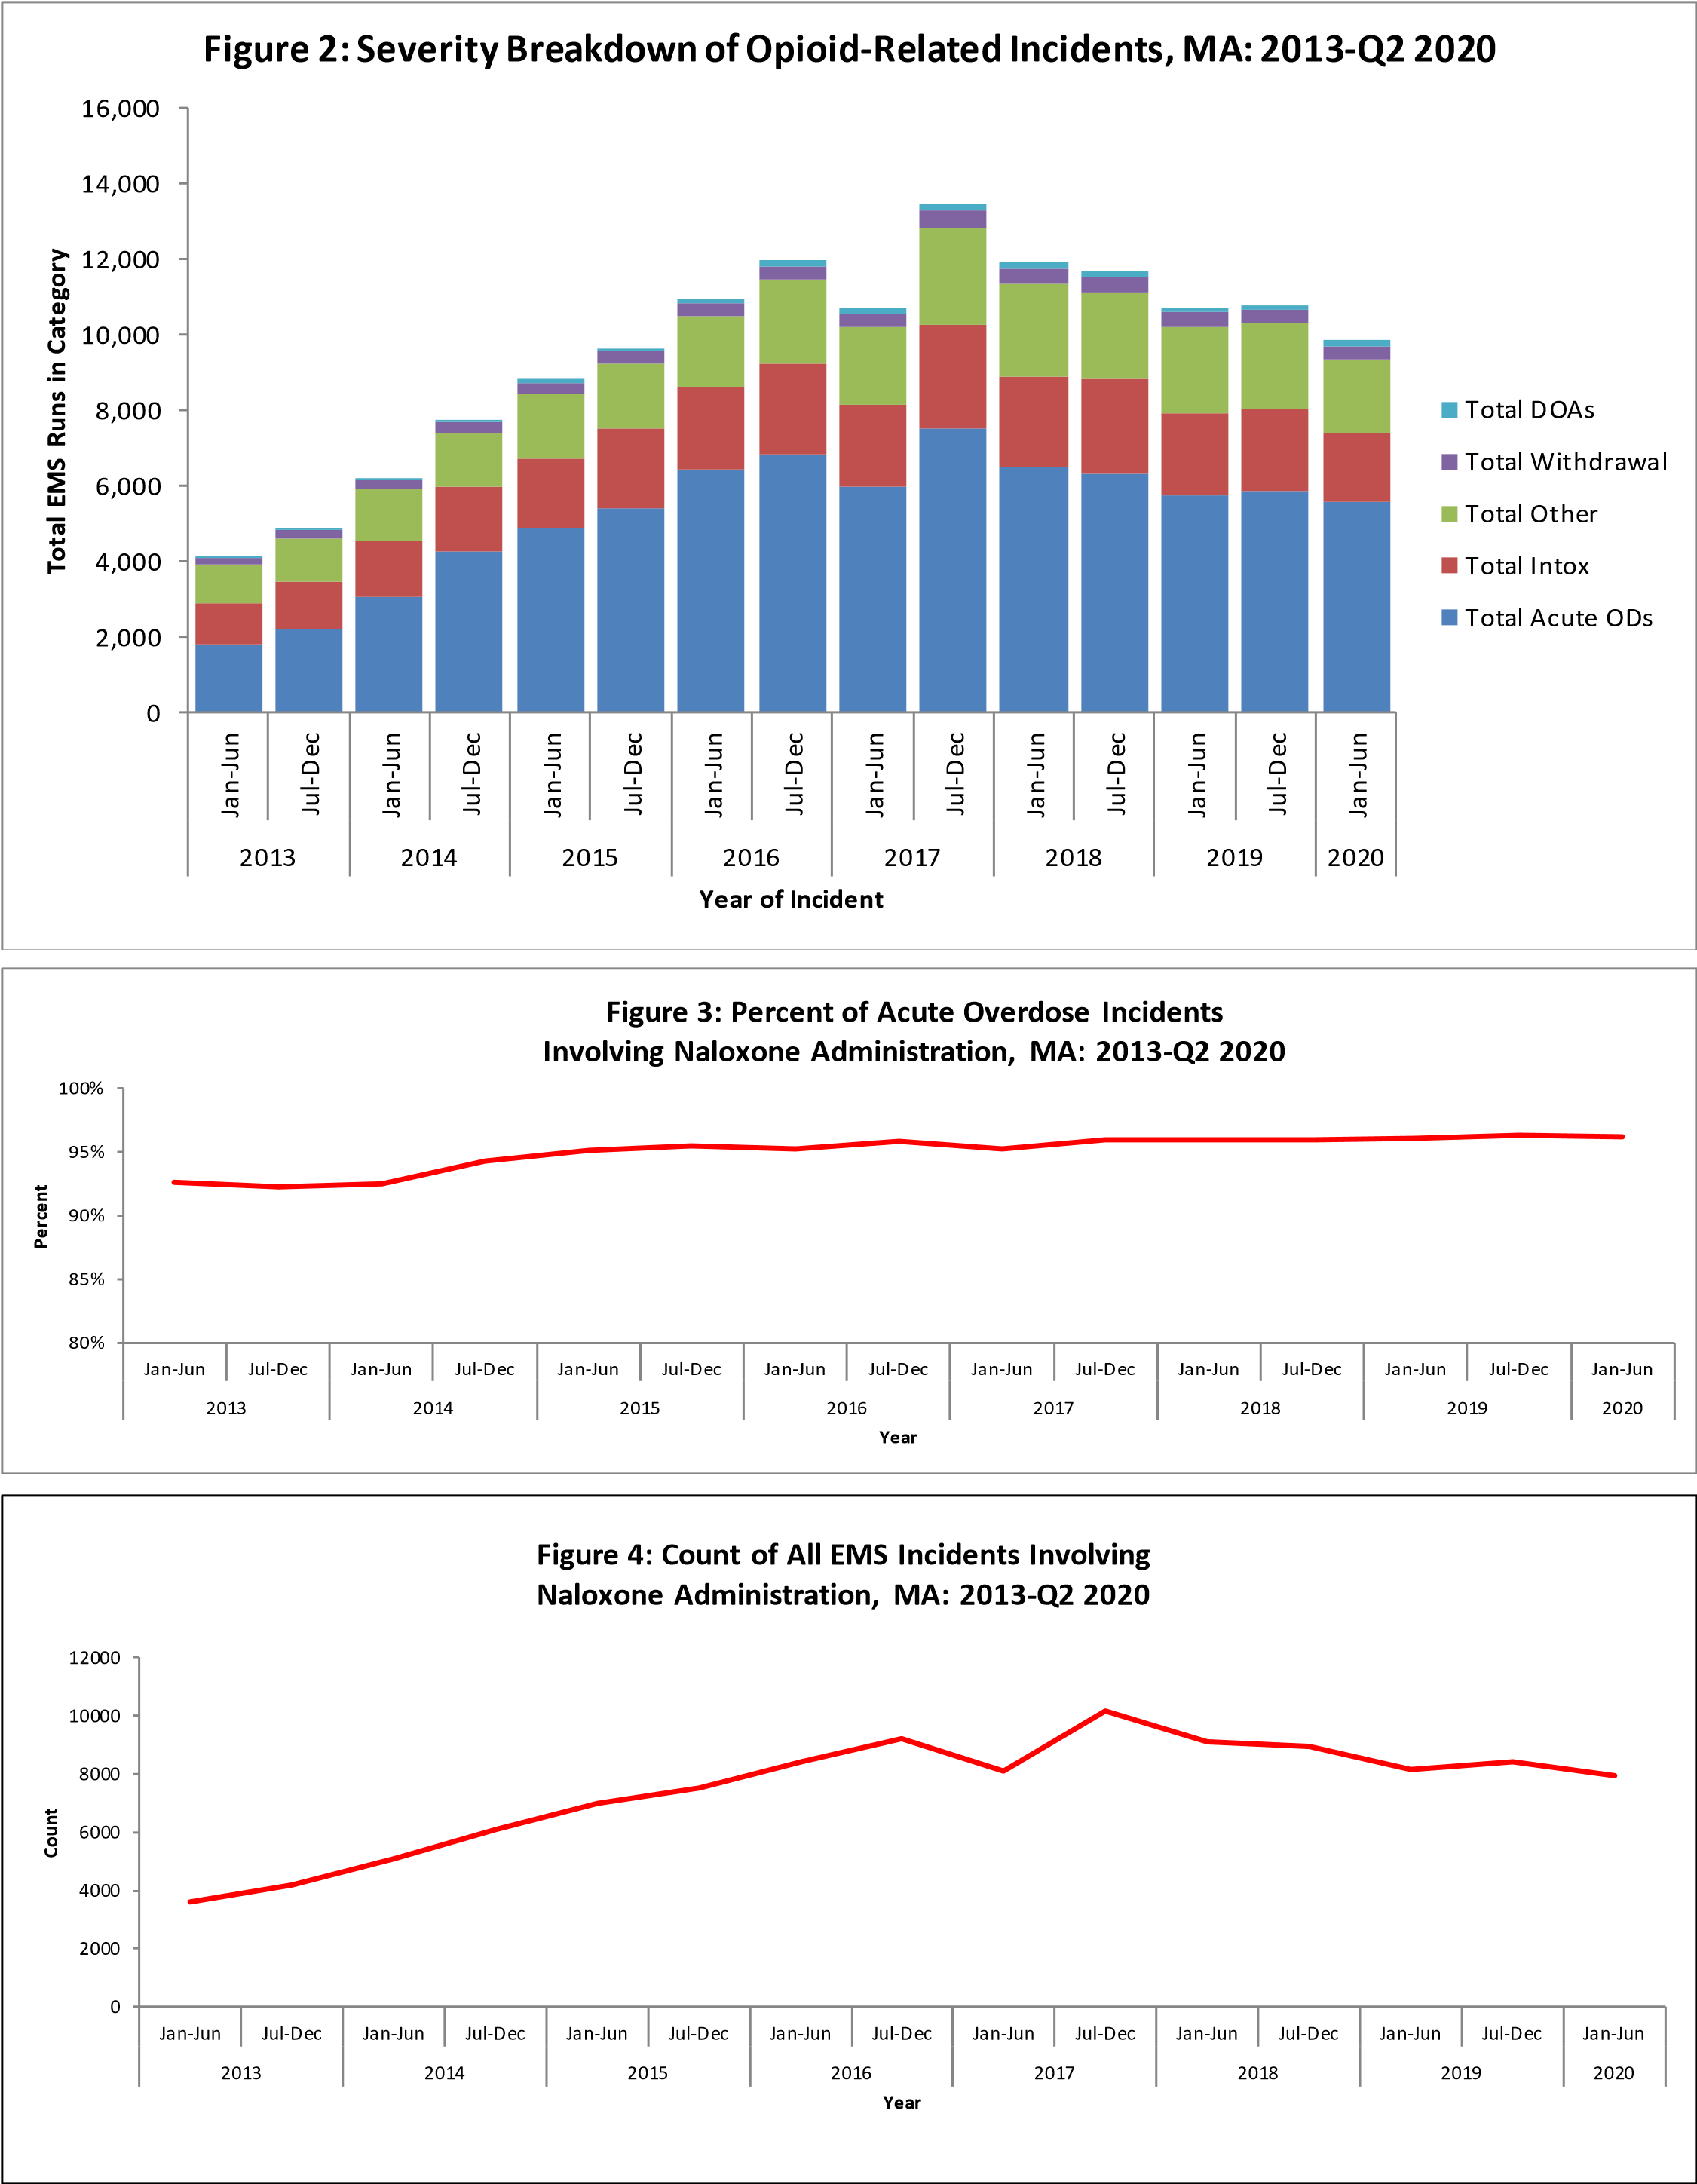 Figure 2: Severity Breakdown of Opioid-Related Incidents, MA: 2013-Q2 2020
16,000
14,000
12,000
10,000
8,000
6,000
4,000
2,000
0
Total EMS Runs in Category
Total DOAs
Total Withdrawal
Total Other
Total Intox
Total Acute ODs
Jan-Jun Jul-Dec Jan-Jun Jul-Dec Jan-Jun Jul-Dec Jan-Jun Jul-Dec Jan-Jun Jul-Dec Jan-Jun Jul-Dec Jan-Jun Jul-Dec Jan-Jun
2013 2014 2015 2016 2017 2018 2019 2020
Year of Incident
Figure 3: Percent of Acute Overdose Incidents
Involving Naloxone Administration, MA: 2013-Q2 2020
100%
95%
90%
85%
80%
Percent
Jan-Jun Jul-Dec Jan-Jun Jul-Dec Jan-Jun Jul-Dec Jan-Jun Jul-Dec Jan-Jun Jul-Dec Jan-Jun Jul-Dec Jan-Jun Jul-Dec Jan-Jun
2013 2014 2015 2016 2017 2018 2019 2020
Year
Figure 4: Count of All EMS Incidents Involving
Naloxone Administration, MA: 2013-Q2 2020
12000
10000
8000
6000
4000
2000
0
Count
Jan-Jun Jul-Dec Jan-Jun Jul-Dec Jan-Jun Jul-Dec Jan-Jun Jul-Dec Jan-Jun Jul-Dec Jan-Jun Jul-Dec Jan-Jun Jul-Dec Jan-Jun
2013 2014 2015 2016 2017 2018 2019 2020
Year